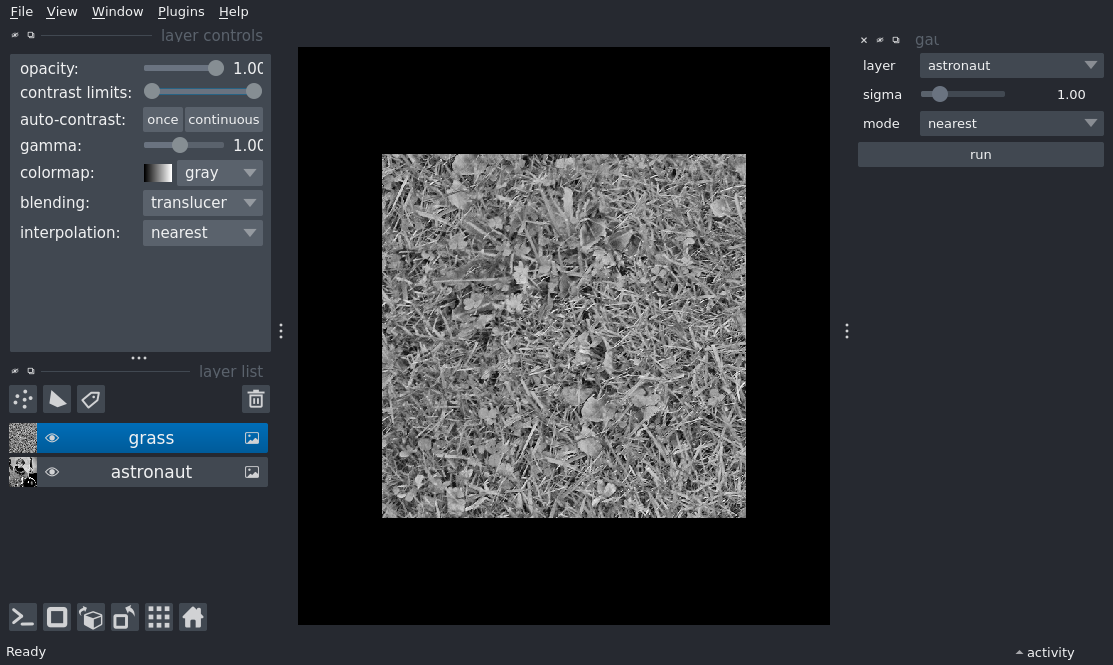 File View Window Plugins Help
layer controls
opacity: 1.00
contrast limits:
auto-contrast: once continuous
gamma: 1.00
colormap: gray
blending: translucer
interpolation: nearest
layer list
grass
astronaut
Ready
layer astronaut
sigma 1.00
mode nearest
run
activity